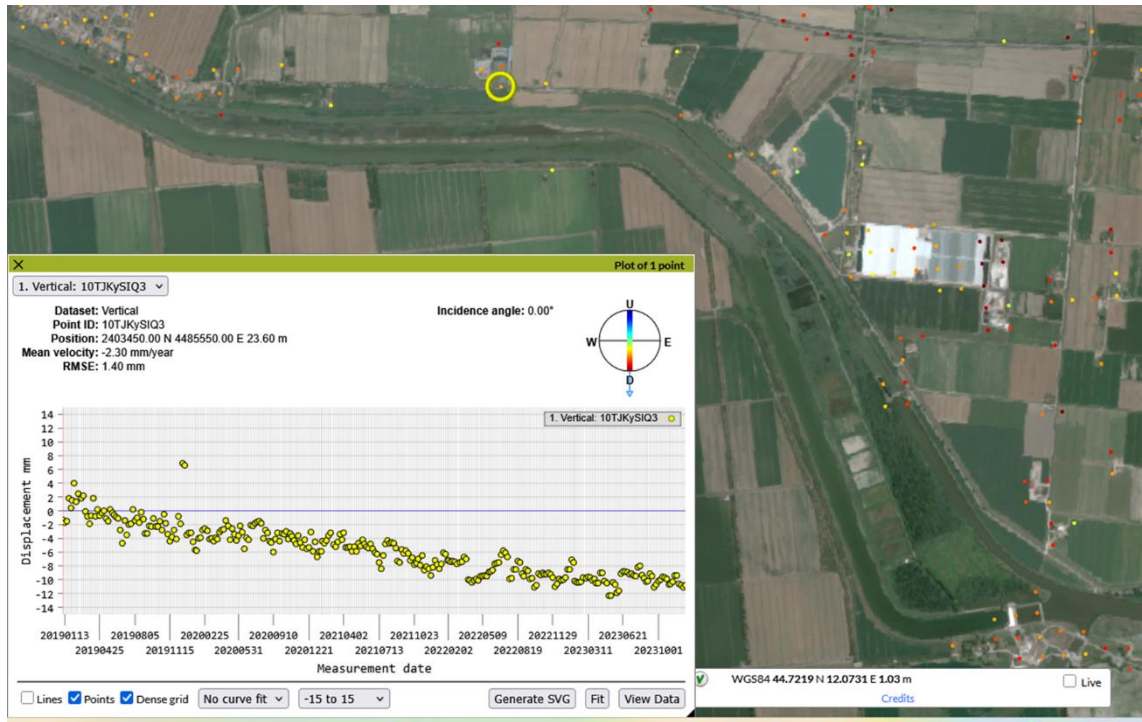 ×
Plot of 1 point
1. Vertical: 10TJKySIQ3
Dataset: Vertical
Point ID: 10TJKySIQ3
Position: 2403450.00 N 4485550.00 E 23.60 m
Mean velocity: -2.30 mm/year
RMSE: 1.40 mm
Incidence angle: 0.00°
U
W E
D
1. Vertical: 10TJKySIQ3
14
12
10
8
6
4
2
0
-2
-4
-6
-8
-10
-12
-14
Displacement mm
20190113 20190805 20200225 20200910 20210402 20211023 20220509 20221129 20230621
20190425 20191115 20200531 20201221 20210713 20220202 20220819 20230311 20231001
Measurement date
Lines Points Dense grid No curve fit -15 to 15 Generate SVG Fit View Data
WGS84 44.7219 N 12.0731 E 1.03 m Live
Credits